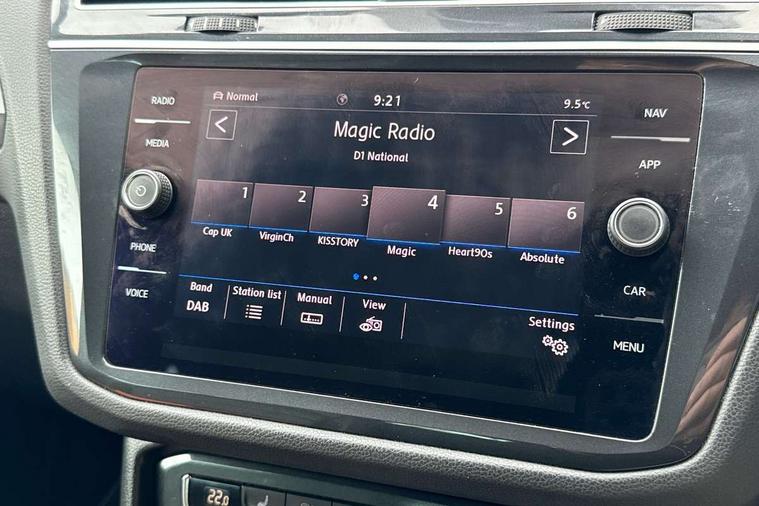 RADIO
MEDIA
PHONE
VOICE
Normal
9:21
9.5°C
Magic Radio
D1 National
1
2
3
4
5
6
Cap UK
VirginCh
KISSTORY
Magic
Heart90s
Absolute
Band
DAB
Station list
Manual
View
Settings
NAV
APP
CAR
MENU
22.0